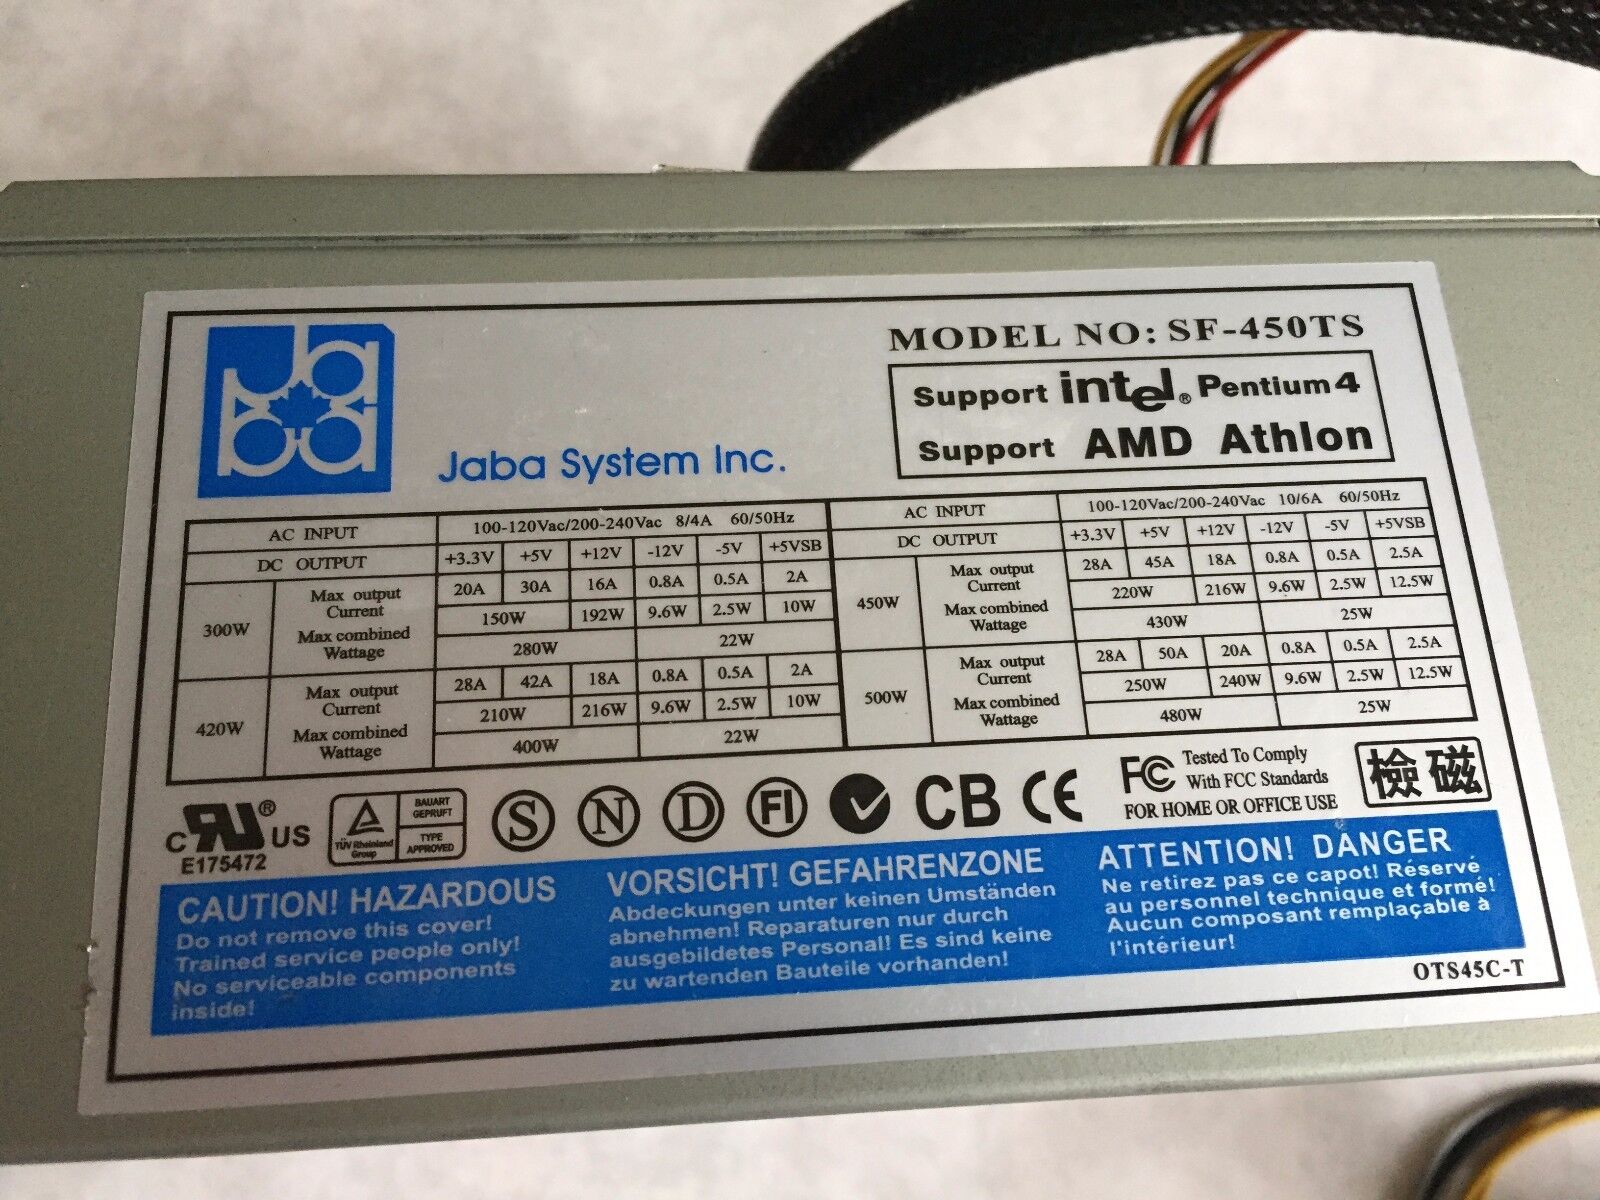 Jaba
MODEL NO: SF-450TS
Support intel® Pentium 4
Support AMD Athlon
Jaba System Inc.
AC INPUT 100-120Vac/200-240Vac 8/4A 60/50Hz
DC OUTPUT +3.3V +5V +12V -12V -5V +5VSB
300W Max output Current 20A 30A 16A 0.8A 0.5A 2A
Max combined Wattage 150W 192W 9.6W 2.5W 10W
280W 22W
420W Max output Current 28A 42A 18A 0.8A 0.5A 2A
Max combined Wattage 210W 216W 9.6W 2.5W 10W
400W 22W
AC INPUT 100-120Vac/200-240Vac 10/6A 60/50Hz
DC OUTPUT +3.3V +5V +12V -12V -5V +5VSB
450W Max output Current 28A 45A 18A 0.8A 0.5A 2.5A
Max combined Wattage 220W 216W 9.6W 2.5W 12.5W
430W 25W
500W Max output Current 28A 50A 20A 0.8A 0.5A 2.5A
Max combined Wattage 250W 240W 9.6W 2.5W 12.5W
480W 25W
C RU® US
E175472
TÜV Rheinland Group
BAUART GEPRUFT
TYPE APPROVED
S N D FI CB CE
FC Tested To Comply
With FCC Standards
FOR HOME OR OFFICE USE
檢磁
CAUTION! HAZARDOUS
Do not remove this cover!
Trained service people only!
No serviceable components
inside!
VORSICHT! GEFAHRENZONE
Abdeckungen unter keinen Umständen
abnehmen! Reparaturen nur durch
ausgebildetes Personal! Es sind keine
zu wartenden Bauteile vorhanden!
ATTENTION! DANGER
Ne retirez pas ce capot! Réservé
au personnel technique et formé!
Aucun composant remplaçable à
l'intérieur!
OTS45C-T